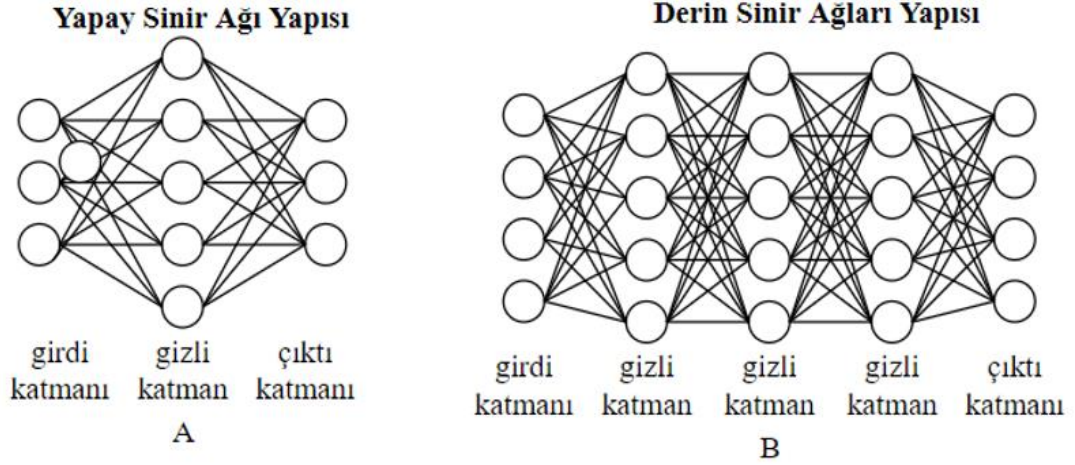 Yapay Sinir Ağı Yapısı
girdi katmanı
gizli katman
çıktı katmanı
A
Derin Sinir Ağları Yapısı
girdi katmanı
gizli katman
gizli katman
gizli katman
çıktı katmanı
B